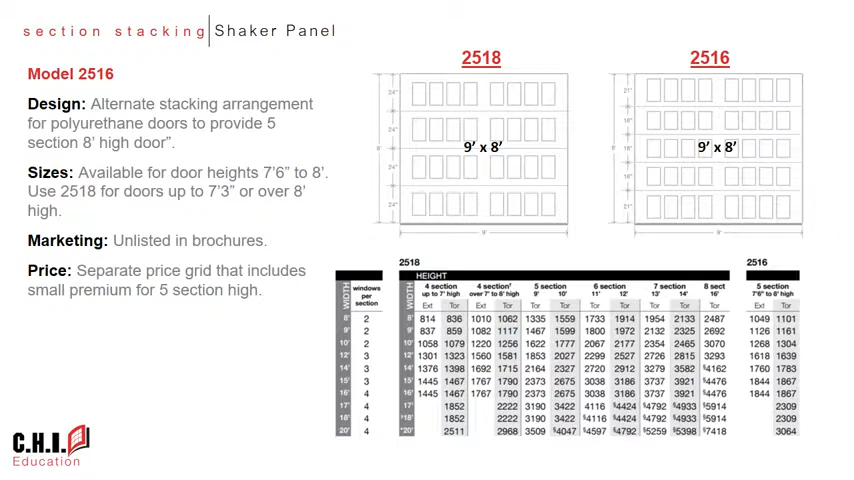 section stacking Shaker Panel
Model 2516
Design: Alternate stacking arrangement
for polyurethane doors to provide 5
section 8’ high door”.
Sizes: Available for door heights 7’6” to 8’.
Use 2518 for doors up to 7’3” or over 8’
high.
Marketing: Unlisted in brochures.
Price: Separate price grid that includes
small premium for 5 section high.
C.H.I.
Education
2518
24"
24"
24"
24"
8'
9’ x 8’
9'
2516
21"
18"
18"
18"
21"
8'
9’ x 8’
9'
2518
2516
WIDTH
windows
per
section
WIDTH
HEIGHT
4 section 4 section† 5 section 6 section 7 section 8 sect 5 section
up to 7' high over 7' to 8' high 9' 10' 11' 12' 13' 14' 16' 7'6" to 8' high
Ext Tor Ext Tor Tor Tor Tor Tor Tor Tor Tor Ext Tor
8' 2 8' 814 836 1010 1062 1335 1559 1733 1914 1954 2133 2487 1049 1101
9' 2 9' 837 859 1082 1117 1467 1599 1800 1972 2132 2325 2692 1126 1161
10' 2 10' 1058 1079 1220 1256 1622 1777 2067 2177 2354 2465 3070 1268 1304
12' 3 12' 1301 1323 1560 1581 1853 2027 2299 2527 2726 2815 3293 1618 1639
14' 3 14' 1376 1398 1692 1715 2164 2327 2720 2912 3279 3582 §4162 1760 1783
15' 3 15' 1445 1467 1767 1790 2373 2675 3038 3186 3737 3921 §4476 1844 1867
16' 4 16' 1445 1467 1767 1790 2373 2675 3038 3186 3737 3921 §4476 1844 1867
17' 4 17' 1852 2222 3190 3422 4116 §4424 §4792 §4933 §5914 2309
18' 4 18' 1852 2222 3190 3422 4116 §4424 §4792 §4933 §5914 2309
20' 4 20' 2511 2968 3509 §4047 §4597 §4792 §5259 §5398 §7418 3064